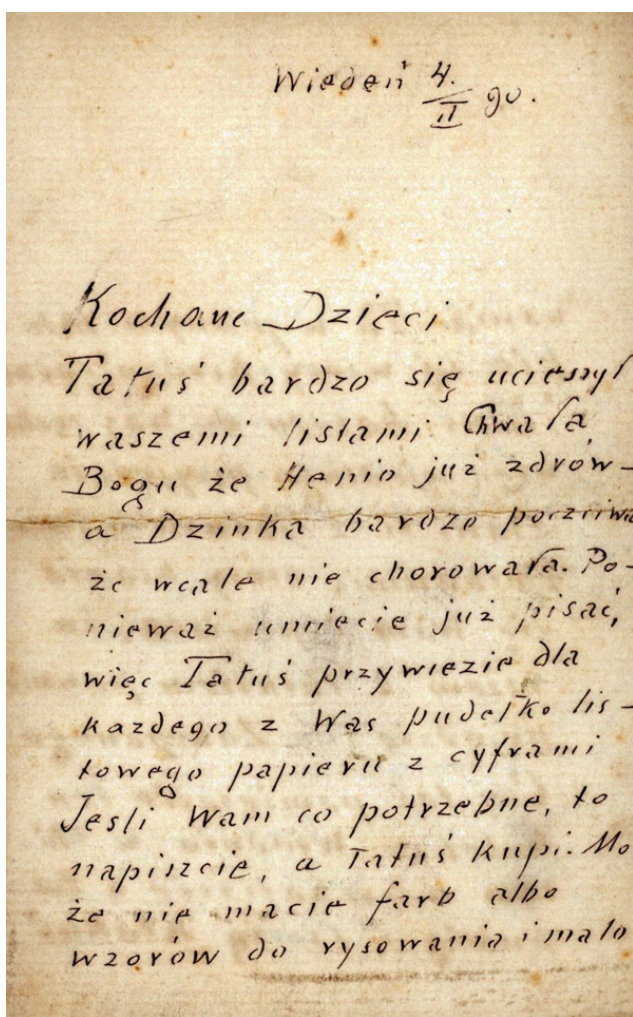 Wiedeń 4./II 90.
Kochane Dzieci
Tatuś bardzo się ucieszył
waszemi listami Chwała
Bogu że Henio już zdrów-
a Dzinka bardzo poczciwa
że wcale nie chorowała. Po-
nieważ umiecie już pisać,
więc Tatuś przywiezie dla
każdego z Was pudełko lis-
towego papieru z cyframi
Jeśli Wam co potrzebne, to
napiszcie, a Tatuś kupi. Mo
że nie macie farb albo
wzorów do rysowania i mało